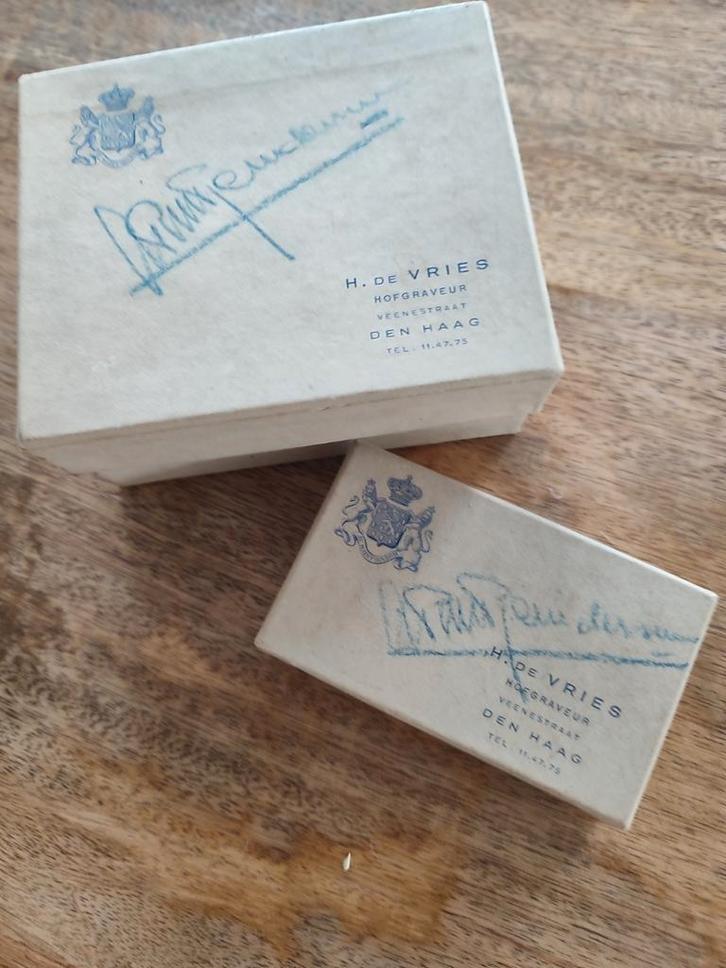 H. DE VRIES
HOFGRAVEUR
VEENESTRAAT
DEN HAAG
TEL. 11.47.75
H. DE VRIES
HOFGRAVEUR
VEENESTRAAT
DEN HAAG
TEL. 11.47.75